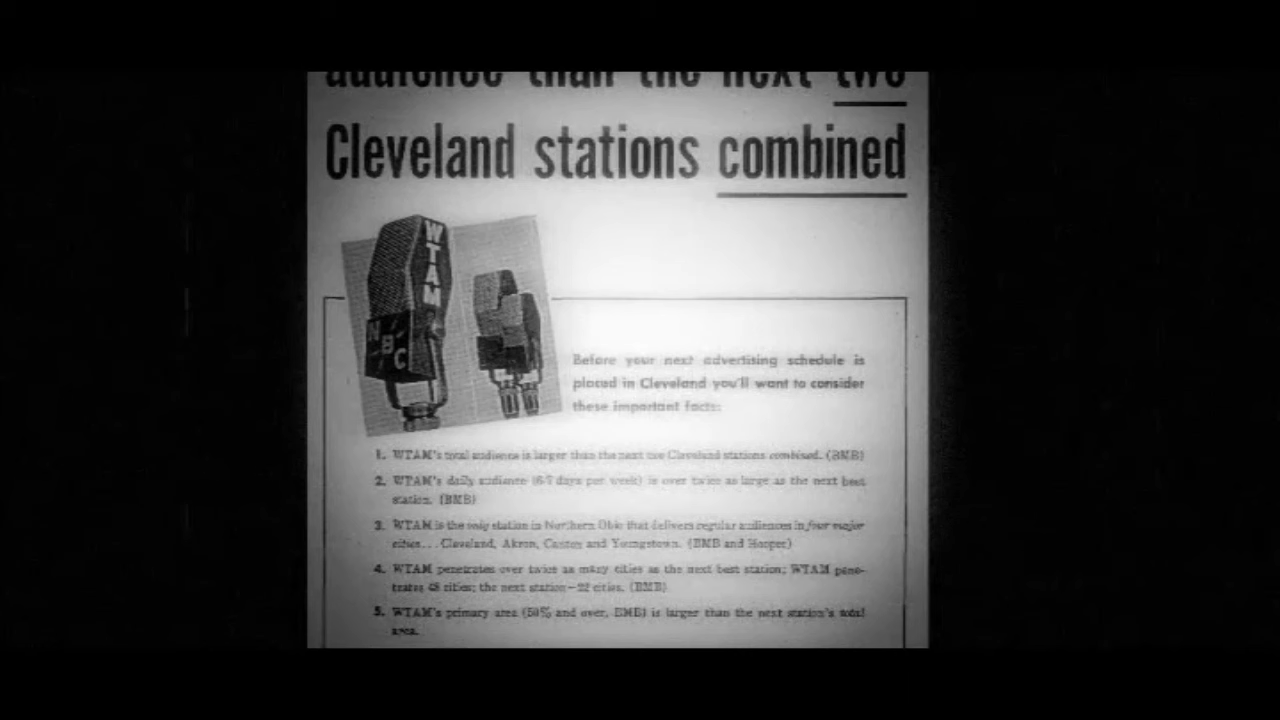 audience than the next two
Cleveland stations combined
WTAM
NBC
Before your next advertising schedule is
placed in Cleveland you'll want to consider
these important facts:
1. WTAM's total audience is larger than the next two Cleveland stations combined. (BMB)
2. WTAM's daily audience (6-7 days per week) is over twice as large as the next best
station. (BMB)
3. WTAM is the only station in Northern Ohio that delivers regular audiences in four major
cities... Cleveland, Akron, Canton and Youngstown. (BMB and Hooper)
4. WTAM penetrates over twice as many cities as the next best station; WTAM pene-
trates 48 cities; the next station—22 cities. (BMB)
5. WTAM's primary area (50% and over, BMB) is larger than the next station's total
area.